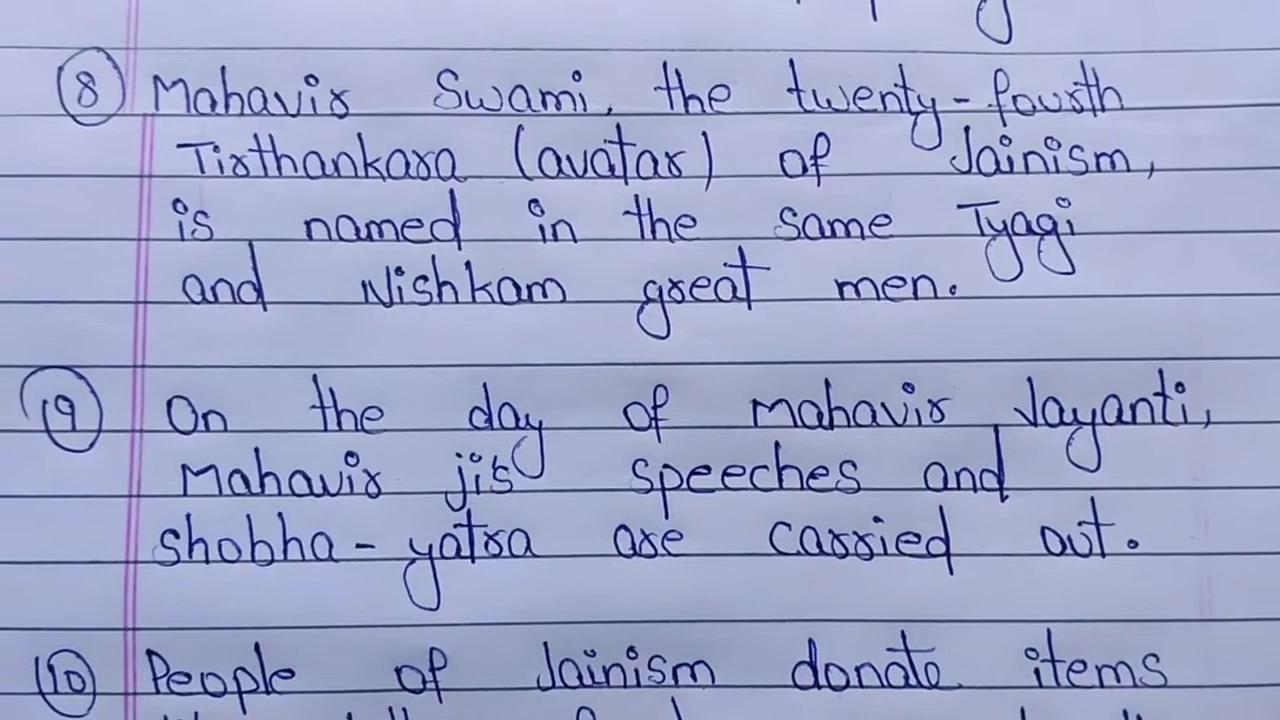 8 Mahavir Swami, the twenty-fourth
Tirthankara (avatar) of Jainism,
is named in the same Tyagi
and Nishkam great men.
9 On the day of mahavir Jayanti,
Mahavir ji's speeches and
shobha-yatra are carried out.
10 People of Jainism donate items